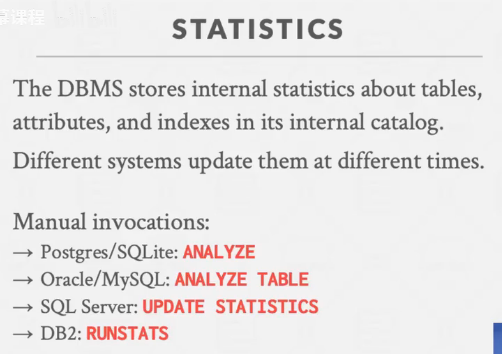 课程
STATISTICS
The DBMS stores internal statistics about tables,
attributes, and indexes in its internal catalog.
Different systems update them at different times.
Manual invocations:
→ Postgres/SQLite: ANALYZE
→ Oracle/MySQL: ANALYZE TABLE
→ SQL Server: UPDATE STATISTICS
→ DB2: RUNSTATS